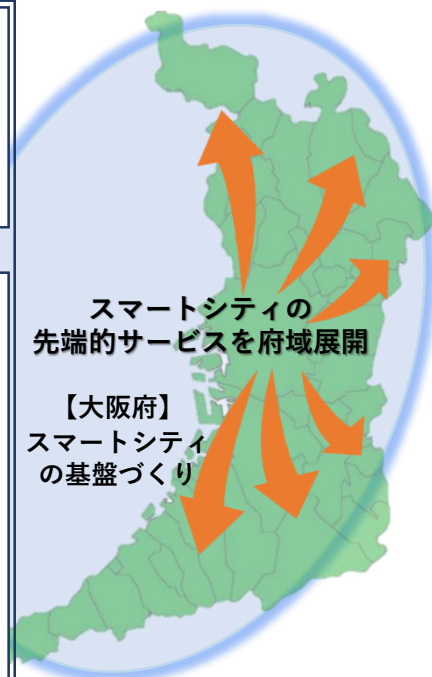 スマートシティの
先端的サービスを府域展開
【大阪府】
スマートシティ
の基盤づくり